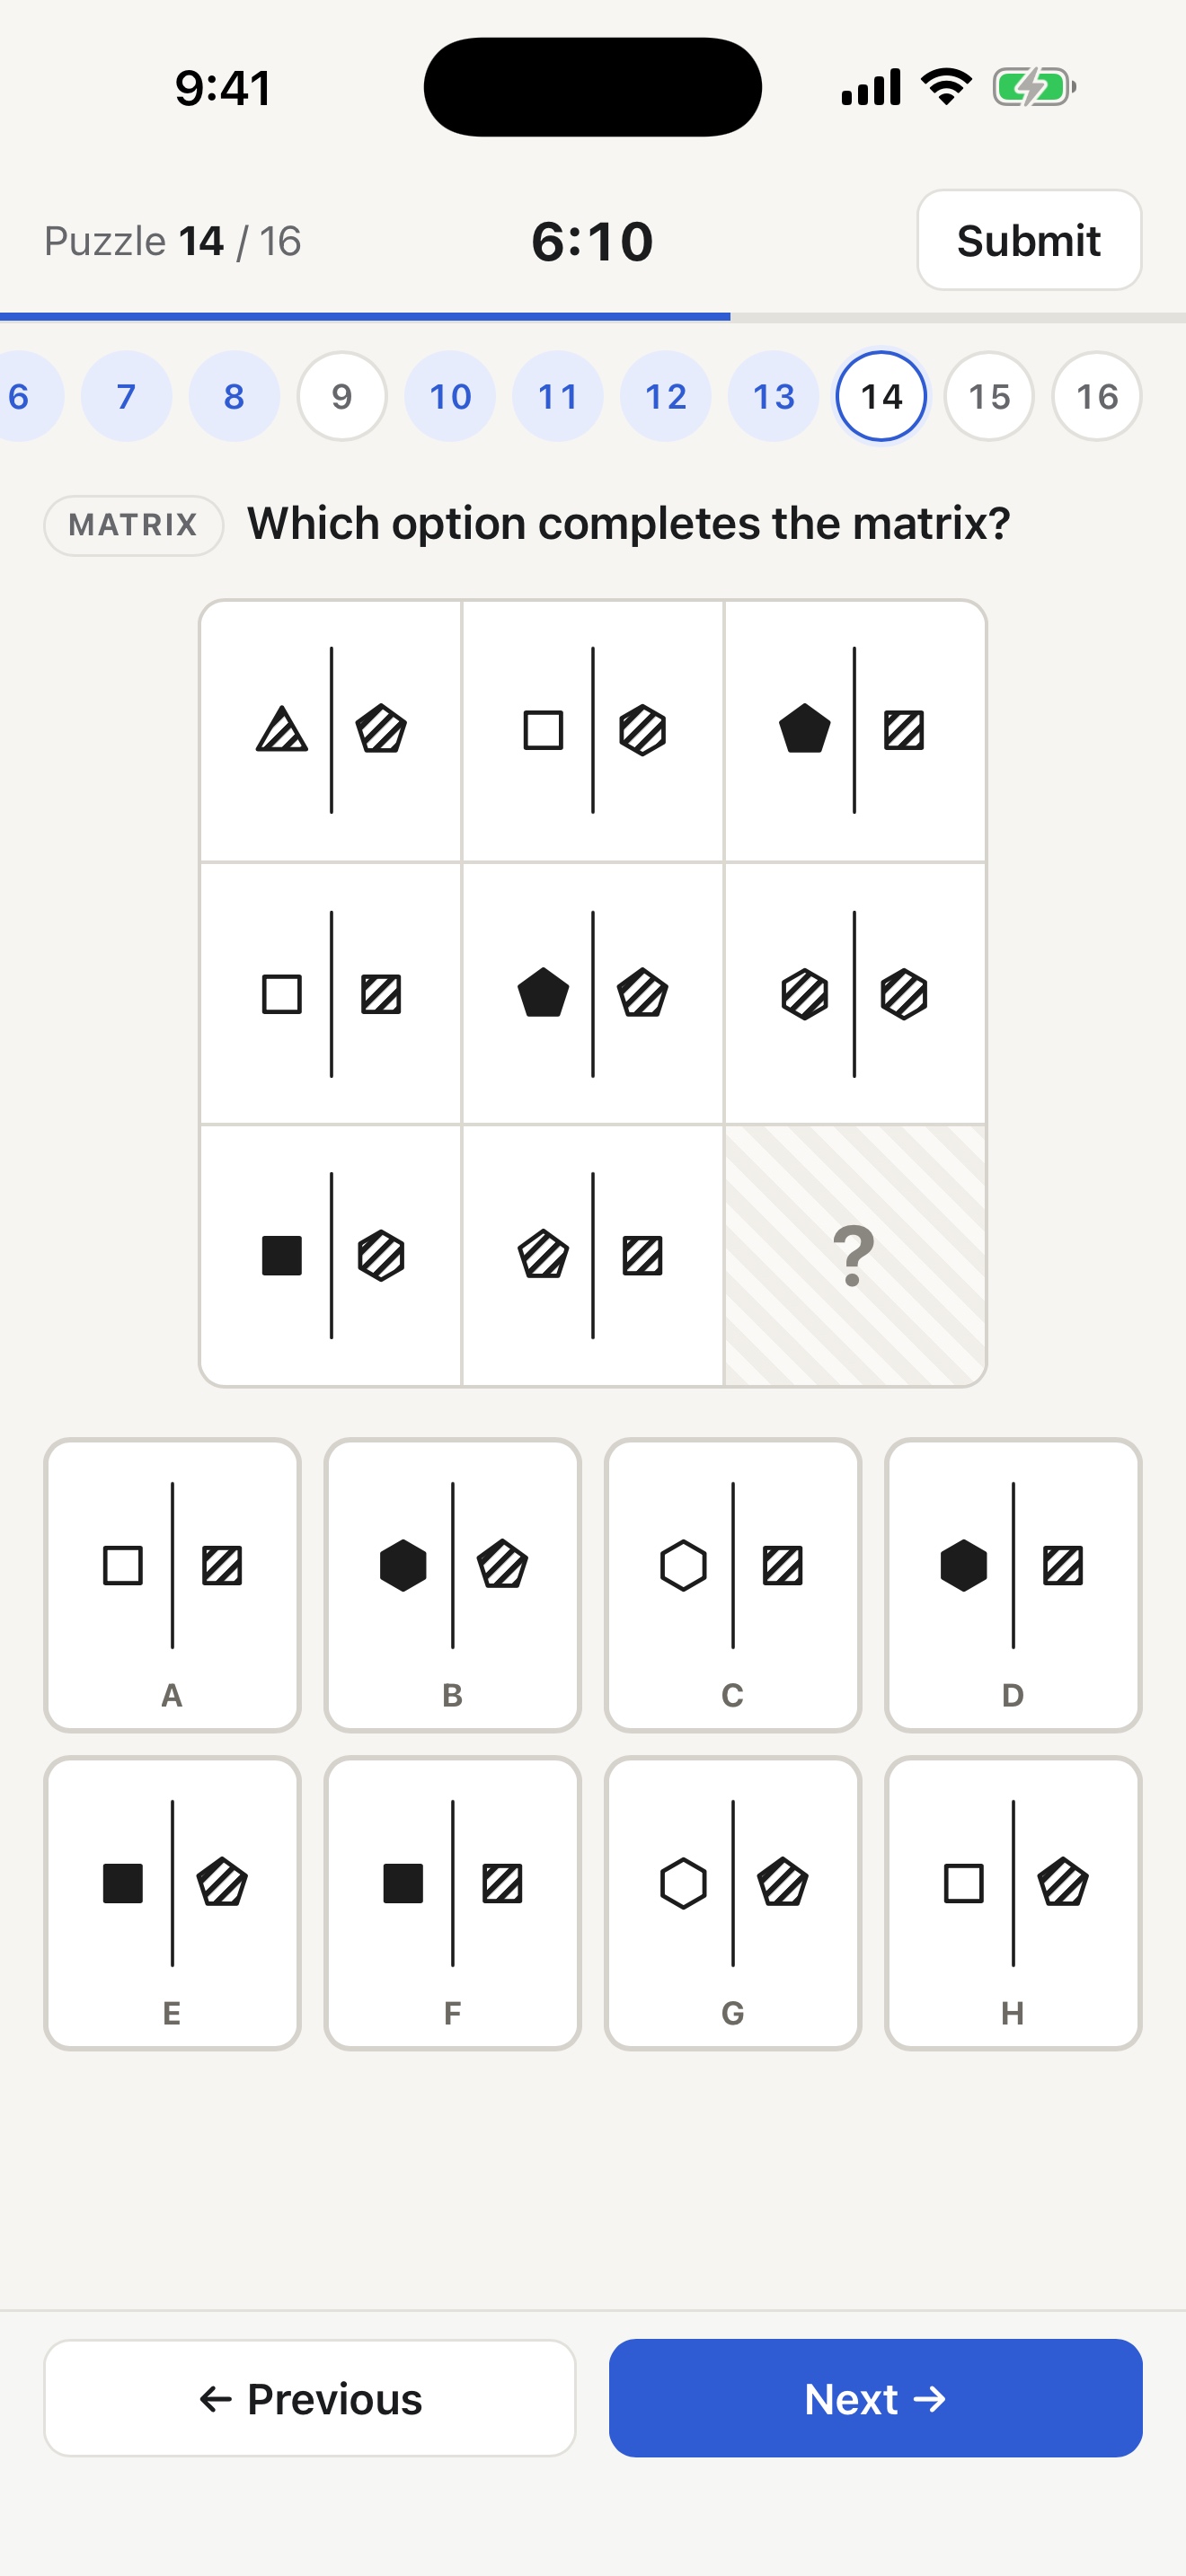 9:41
Puzzle 14 / 16
6:10
Submit
6 7 8 9 10 11 12 13 14 15 16
MATRIX Which option completes the matrix?
?
A B C D
E F G H
← Previous
Next →